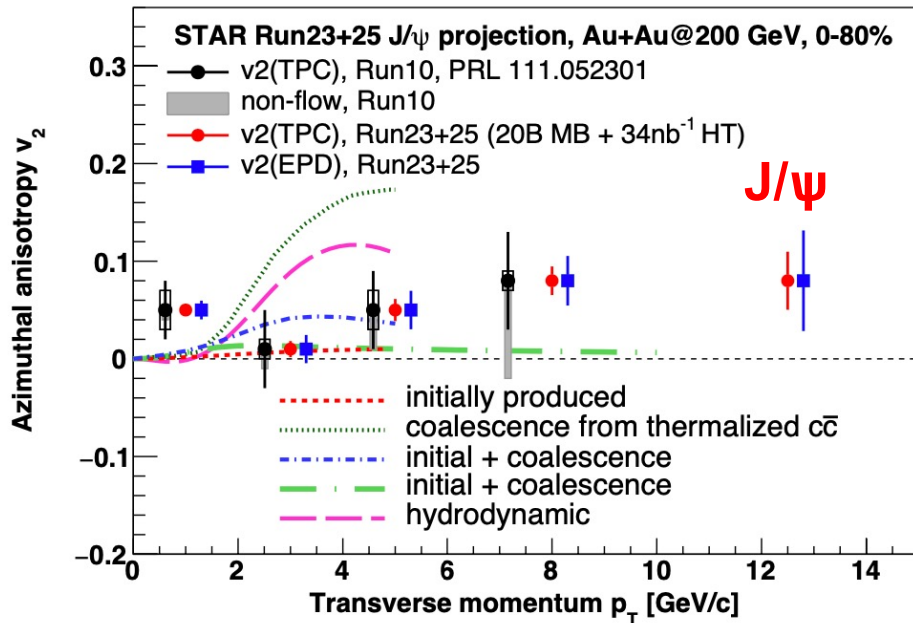 STAR Run23+25 J/ψ projection, Au+Au@200 GeV, 0-80%
v2(TPC), Run10, PRL 111.052301
non-flow, Run10
v2(TPC), Run23+25 (20B MB + 34nb⁻¹ HT)
v2(EPD), Run23+25
J/ψ
initially produced
coalescence from thermalized cc̄
initial + coalescence
initial + coalescence
hydrodynamic
Azimuthal anisotropy v₂
0.3
0.2
0.1
0
−0.1
−0.2
0 2 4 6 8 10 12 14
Transverse momentum p_T [GeV/c]